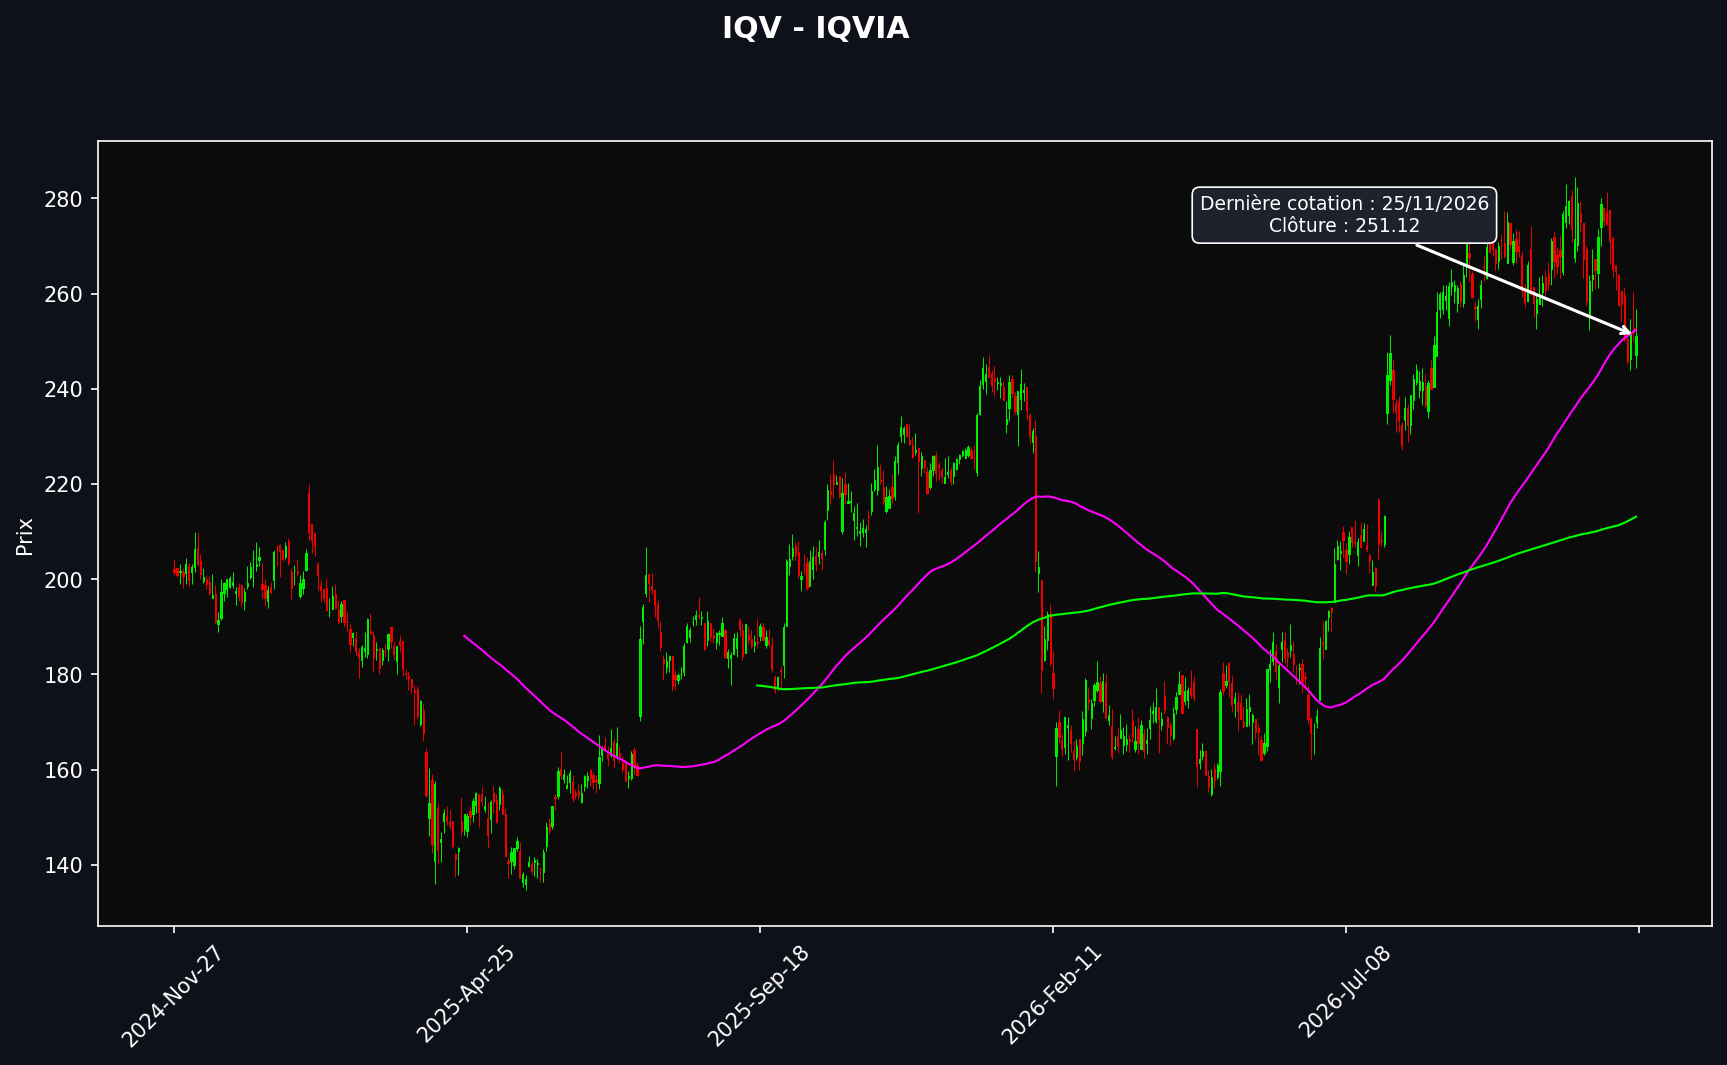 IQV - IQVIA
Dernière cotation : 25/11/2026
Clôture : 251.12
Prix
280
260
240
220
200
180
160
140
2024-Nov-27
2025-Apr-25
2025-Sep-18
2026-Feb-11
2026-Jul-08